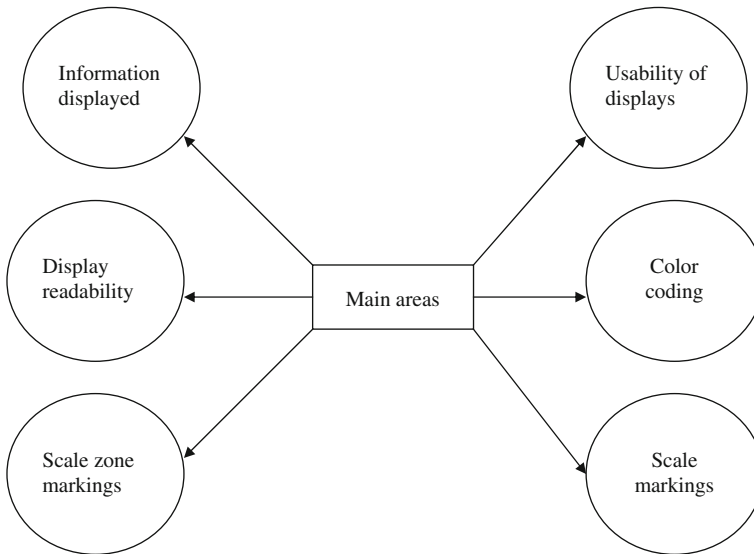 Information
displayed
Usability of
displays
Display
readability
Main areas
Color
coding
Scale zone
markings
Scale
markings